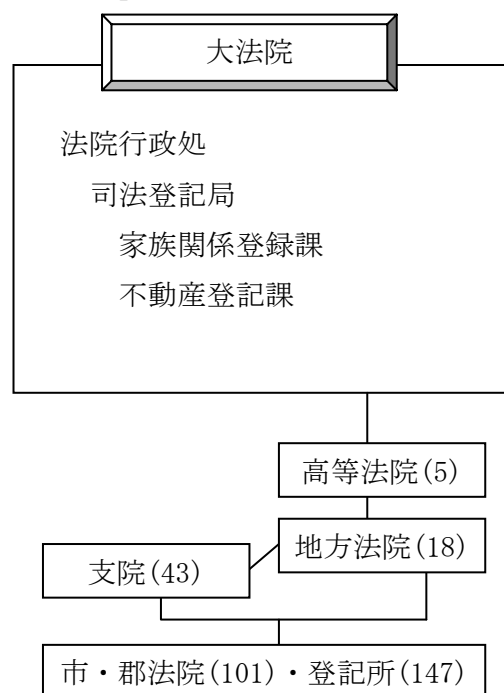 大法院
法院行政処
司法登記局
家族関係登録課
不動産登記課
高等法院(5)
地方法院(18)
支院(43)
市・郡法院(101)・登記所(147)